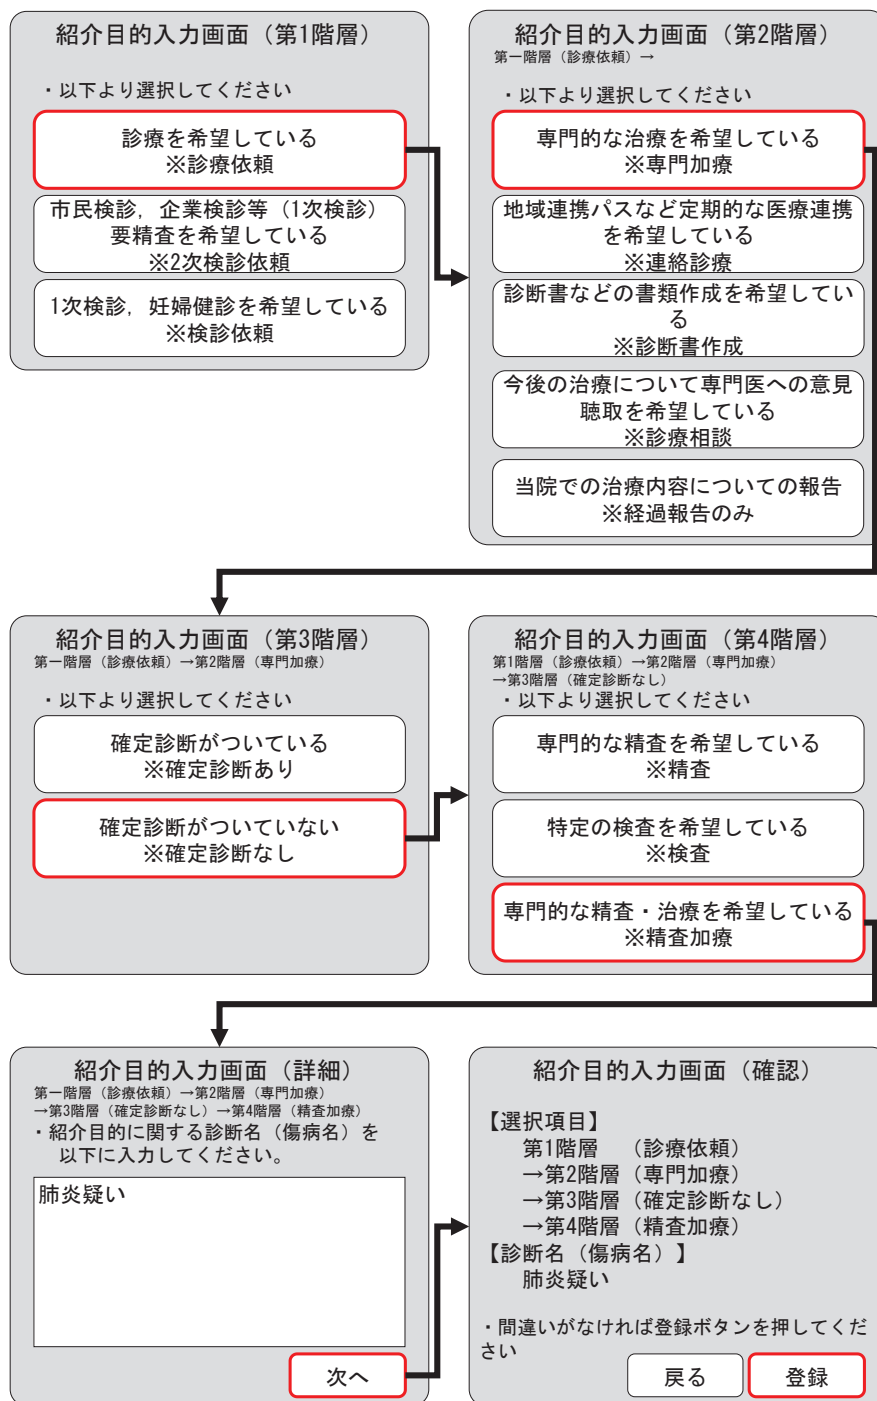 紹介目的入力画面（第1階層）
・以下より選択してください
診療を希望している
※診療依頼
市民検診，企業検診等（1次検診）
要精査を希望している
※2次検診依頼
1次検診，妊婦健診を希望している
※検診依頼
紹介目的入力画面（第2階層）
第一階層（診療依頼）→
・以下より選択してください
専門的な治療を希望している
※専門加療
地域連携パスなど定期的な医療連携
を希望している
※連絡診療
診断書などの書類作成を希望してい
る
※診断書作成
今後の治療について専門医への意見
聴取を希望している
※診療相談
当院での治療内容についての報告
※経過報告のみ
紹介目的入力画面（第3階層）
第一階層（診療依頼）→第2階層（専門加療）
・以下より選択してください
確定診断がついている
※確定診断あり
確定診断がついていない
※確定診断なし
紹介目的入力画面（第4階層）
第1階層（診療依頼）→第2階層（専門加療）
→第3階層（確定診断なし）
・以下より選択してください
専門的な精査を希望している
※精査
特定の検査を希望している
※検査
専門的な精査・治療を希望している
※精査加療
紹介目的入力画面（詳細）
第一階層（診療依頼）→第2階層（専門加療）
→第3階層（確定診断なし）→第4階層（精査加療）
・紹介目的に関する診断名（傷病名）を
以下に入力してください。
肺炎疑い
次へ
紹介目的入力画面（確認）
【選択項目】
第1階層　（診療依頼）
→第2階層（専門加療）
→第3階層（確定診断なし）
→第4階層（精査加療）
【診断名（傷病名）】
肺炎疑い
・間違いがなければ登録ボタンを押してくだ
さい
戻る
登録